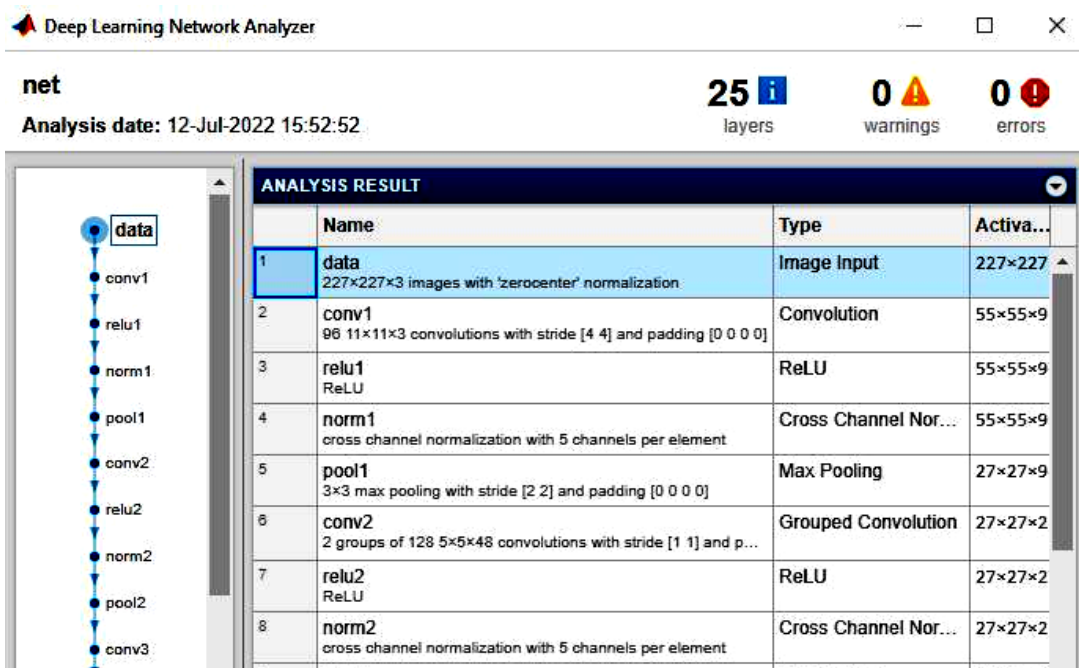 Deep Learning Network Analyzer
net
Analysis date: 12-Jul-2022 15:52:52
25 i
layers
0
warnings
0
errors
data
conv1
relu1
norm1
pool1
conv2
relu2
norm2
pool2
conv3
ANALYSIS RESULT
Name Type Activa...
1 data Image Input 227×227
227×227×3 images with 'zerocenter' normalization
2 conv1 Convolution 55×55×9
96 11×11×3 convolutions with stride [4 4] and padding [0 0 0 0]
3 relu1 ReLU 55×55×9
ReLU
4 norm1 Cross Channel Nor... 55×55×9
cross channel normalization with 5 channels per element
5 pool1 Max Pooling 27×27×9
3×3 max pooling with stride [2 2] and padding [0 0 0 0]
6 conv2 Grouped Convolution 27×27×2
2 groups of 128 5×5×48 convolutions with stride [1 1] and p...
7 relu2 ReLU 27×27×2
ReLU
8 norm2 Cross Channel Nor... 27×27×2
cross channel normalization with 5 channels per element